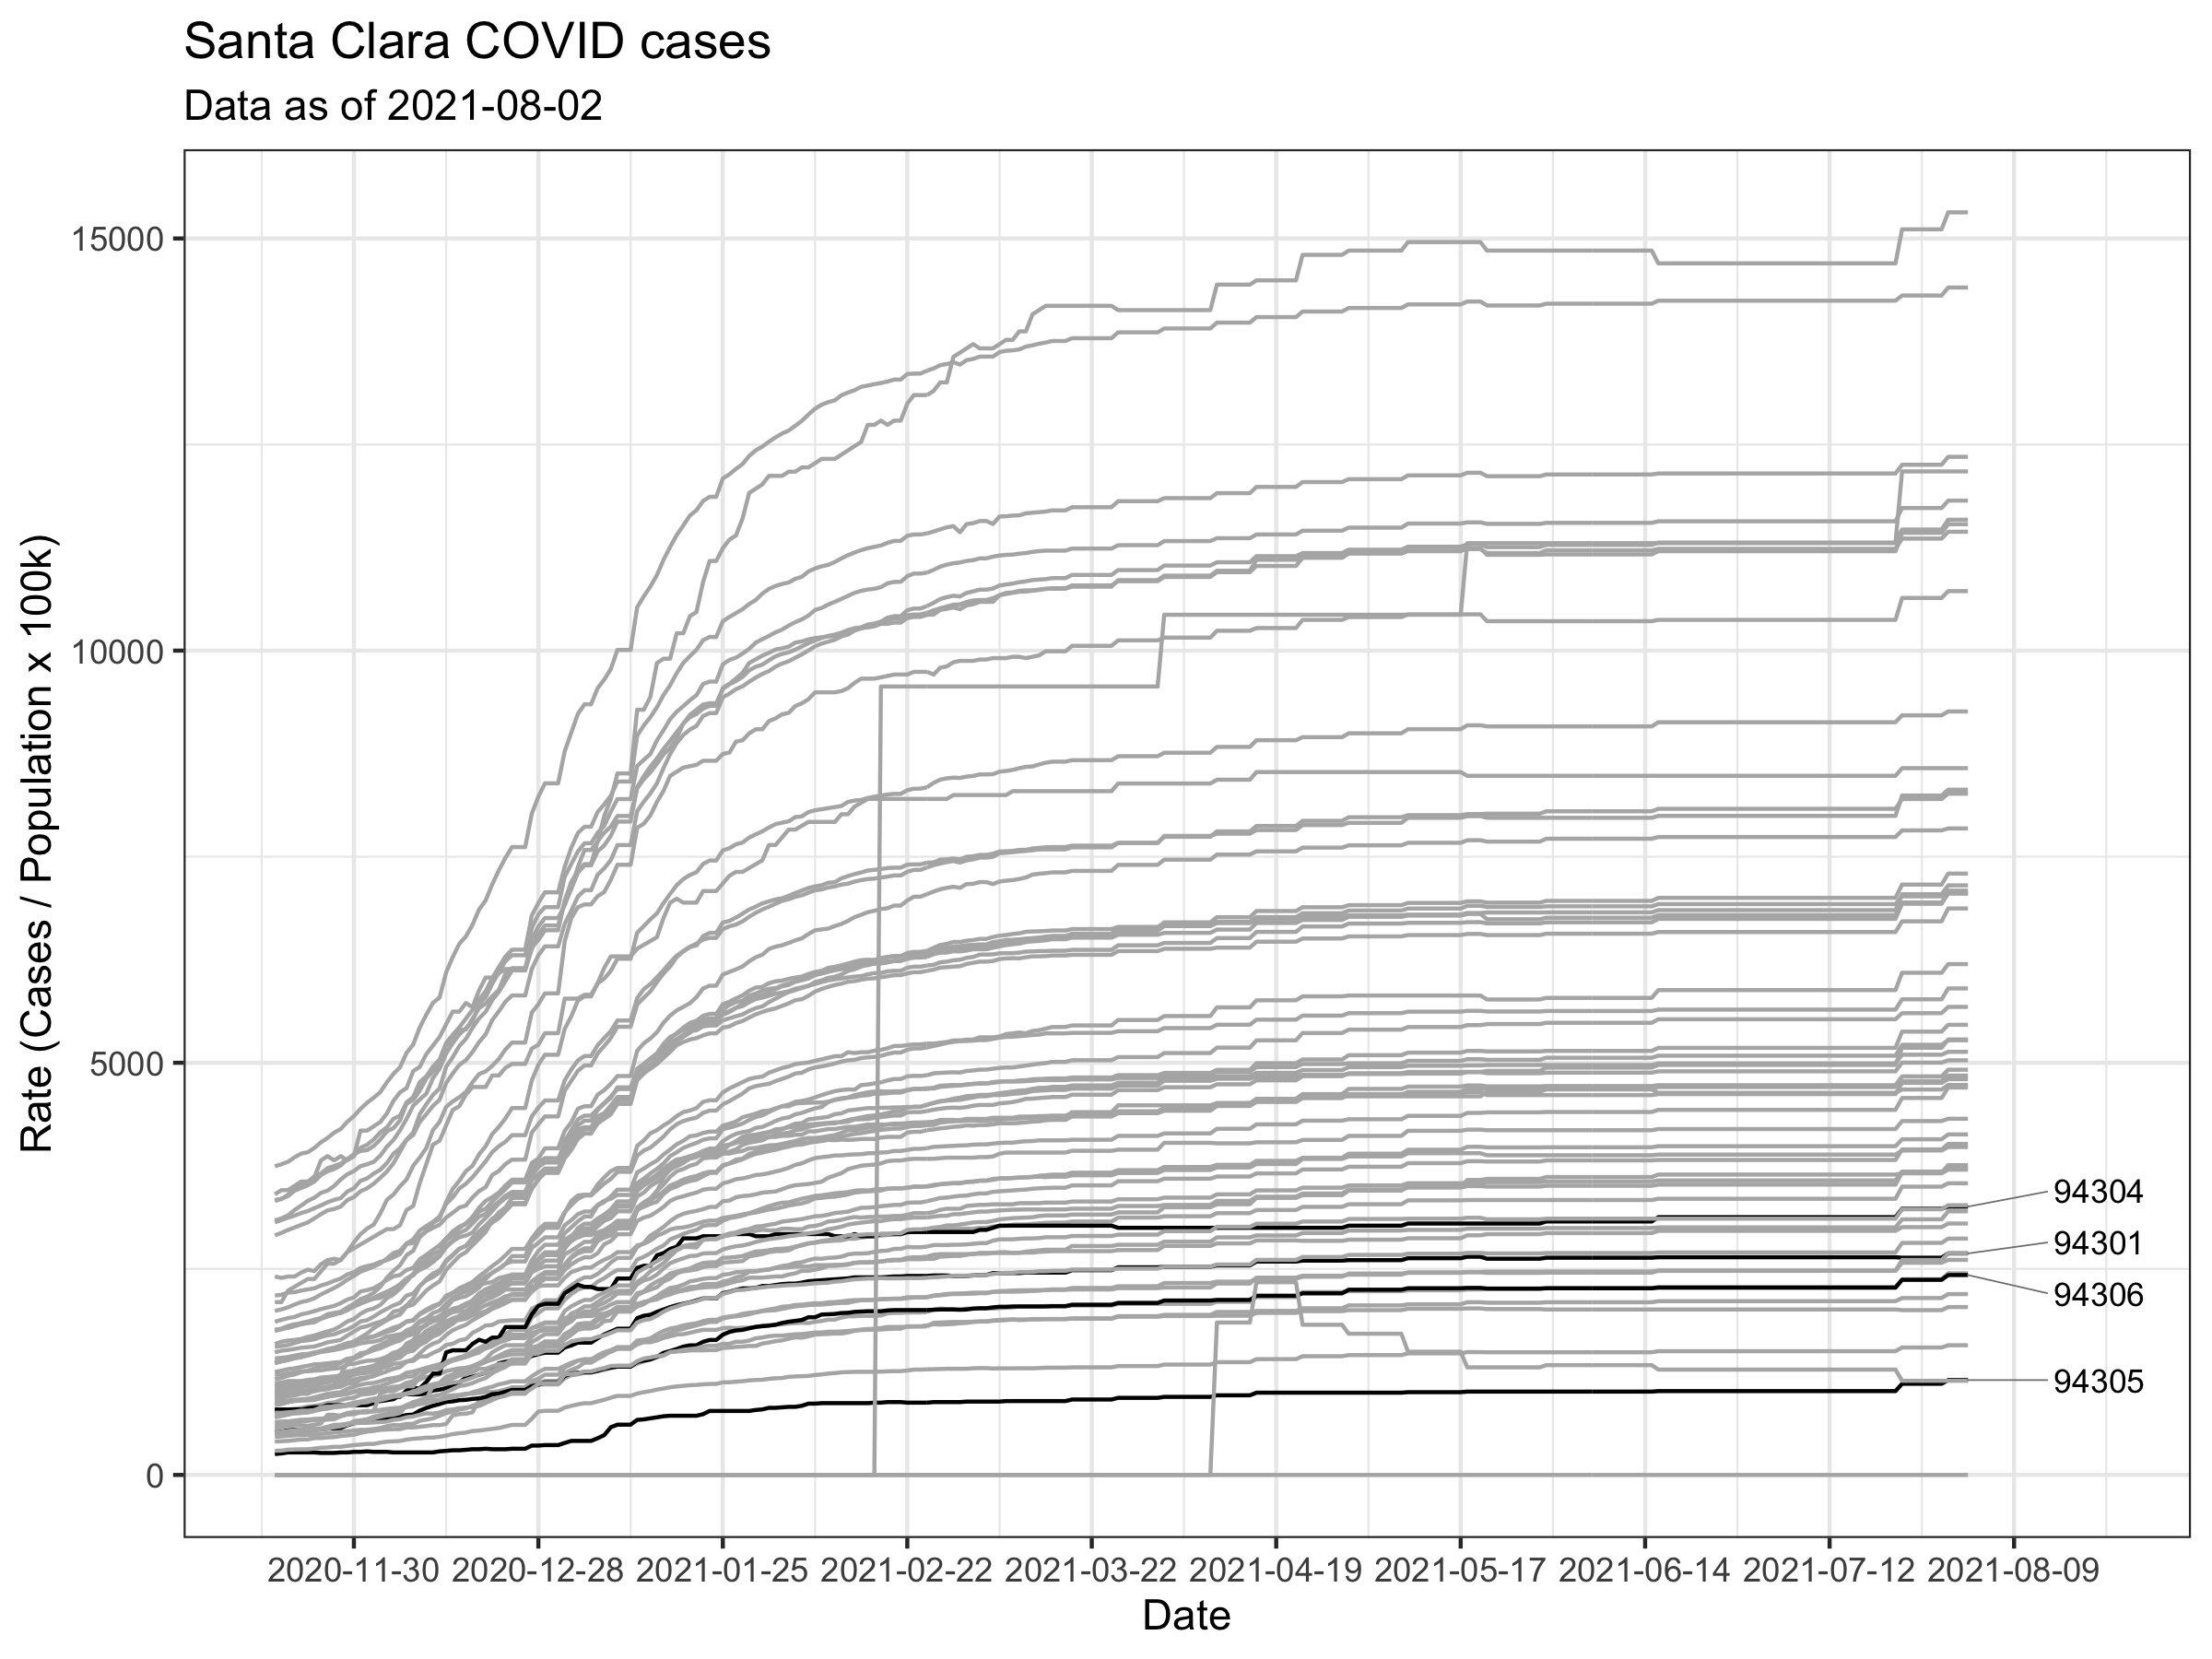 Santa Clara COVID cases
Data as of 2021-08-02
Rate (Cases / Population x 100k)
15000
10000
5000
0
94304
94301
94306
94305
2020-11-30 2020-12-28 2021-01-25 2021-02-22 2021-03-22 2021-04-19 2021-05-17 2021-06-14 2021-07-12 2021-08-09
Date